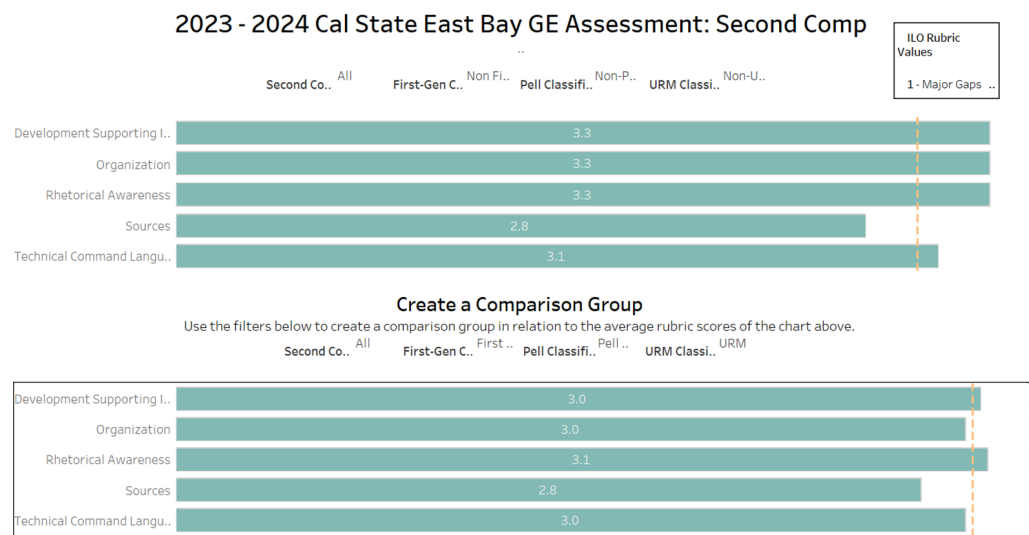 2023 - 2024 Cal State East Bay GE Assessment: Second Comp
..
ILO Rubric
Values
1 - Major Gaps ..
Second Co.. All First-Gen C.. Non Fi.. Pell Classifi.. Non-P.. URM Classi.. Non-U..
Development Supporting I.. 3.3
Organization 3.3
Rhetorical Awareness 3.3
Sources 2.8
Technical Command Langu.. 3.1
Create a Comparison Group
Use the filters below to create a comparison group in relation to the average rubric scores of the chart above.
Second Co.. All First-Gen C.. First .. Pell Classifi.. Pell .. URM Classi.. URM
Development Supporting I.. 3.0
Organization 3.0
Rhetorical Awareness 3.1
Sources 2.8
Technical Command Langu.. 3.0